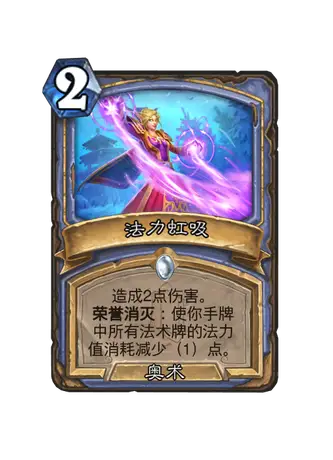 2
法力虹吸
造成2点伤害。
荣誉消灭：使你手牌
中所有法术牌的法力
值消耗减少（1）点。
奥术